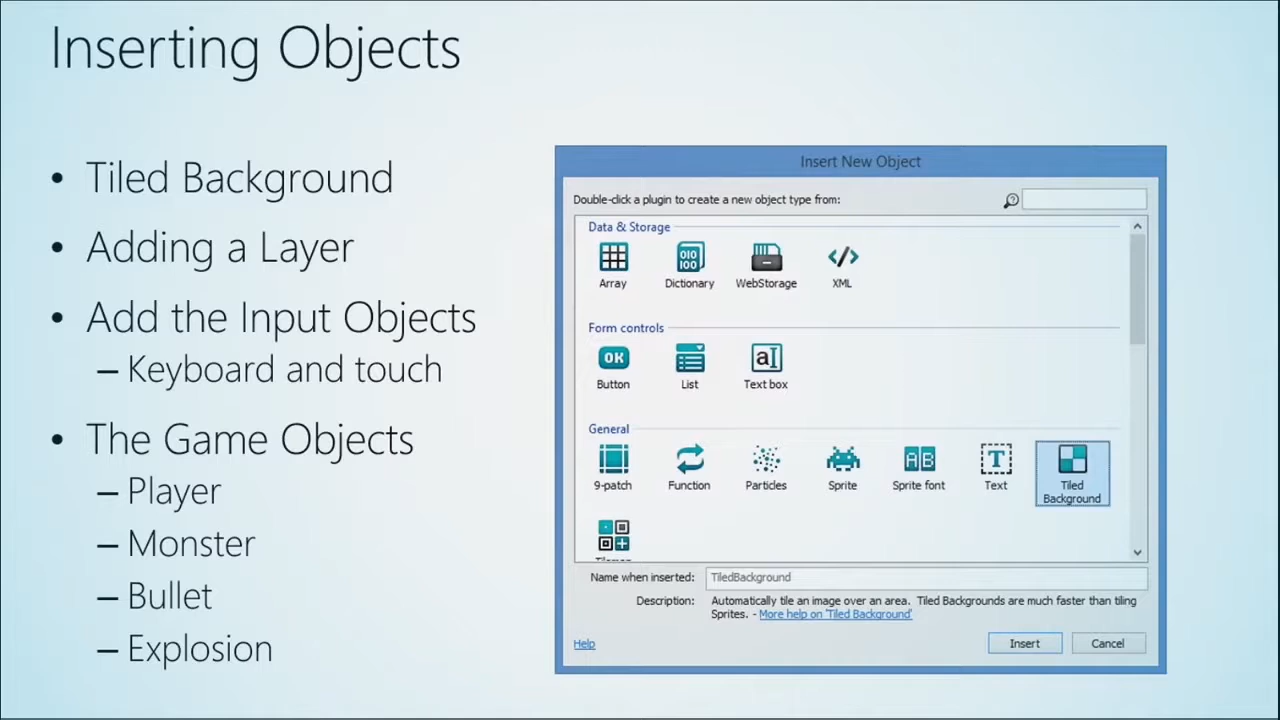 Inserting Objects
• Tiled Background
• Adding a Layer
• Add the Input Objects
– Keyboard and touch
• The Game Objects
– Player
– Monster
– Bullet
– Explosion
Insert New Object
Double-click a plugin to create a new object type from:
Data & Storage
Array Dictionary WebStorage XML
Form controls
OK aI
Button List Text box
General
9-patch Function Particles Sprite Sprite font Text Tiled
Background
Name when inserted: TiledBackground
Description: Automatically tile an image over an area. Tiled Backgrounds are much faster than tiling
Sprites. - More help on 'Tiled Background'
Help Insert Cancel